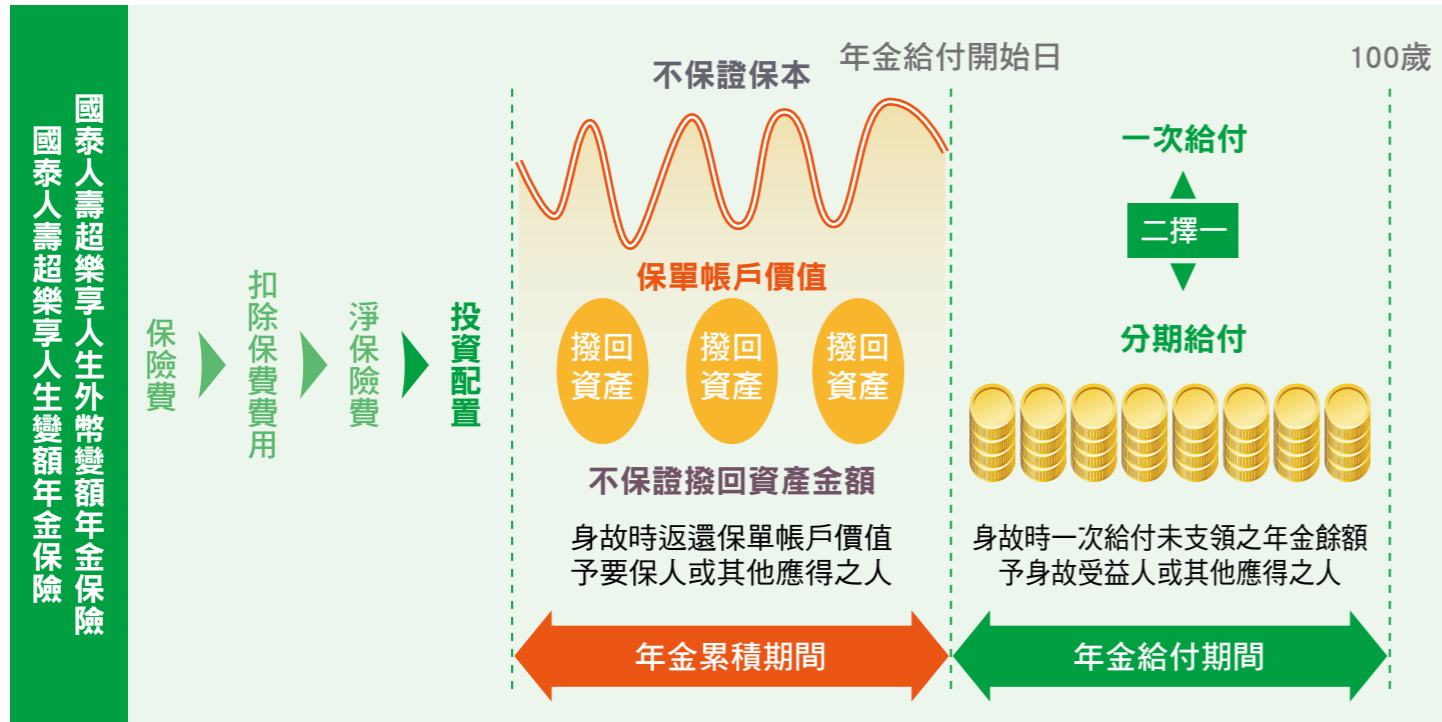 國泰人壽超樂享人生外幣變額年金保險
國泰人壽超樂享人生變額年金保險
保險費
扣除保費費用
淨保險費
投資配置
不保證保本
年金給付開始日
100歲
保單帳戶價值
撥回
資產
撥回
資產
撥回
資產
不保證撥回資產金額
身故時返還保單帳戶價值
予要保人或其他應得之人
年金累積期間
一次給付
二擇一
分期給付
身故時一次給付未支領之年金餘額
予身故受益人或其他應得之人
年金給付期間